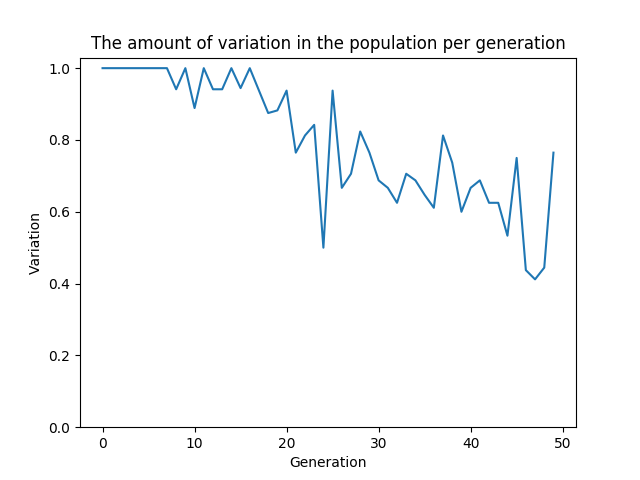 The amount of variation in the population per generation
1.0
0.8
0.6
0.4
0.2
0.0
Variation
0 10 20 30 40 50
Generation